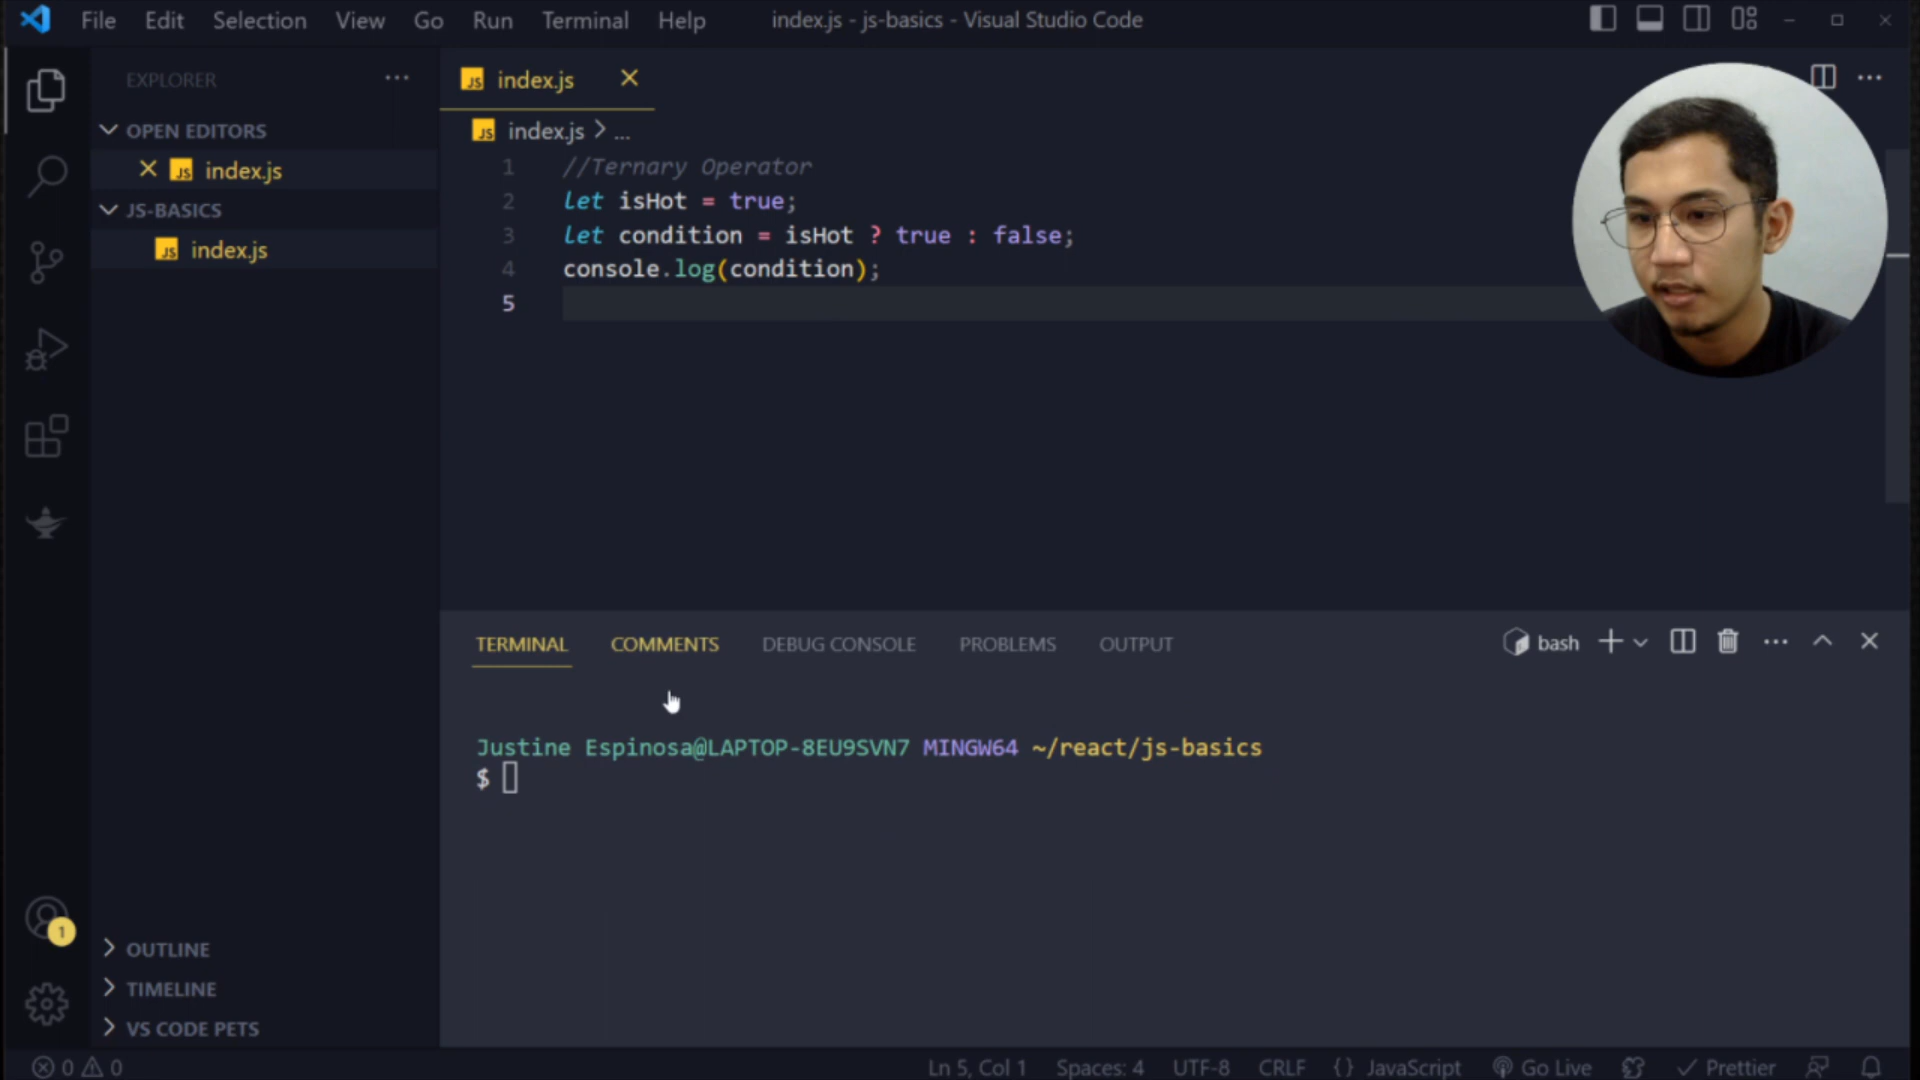 File Edit Selection View Go Run Terminal Help index.js - js-basics - Visual Studio Code
EXPLORER
OPEN EDITORS
index.js
JS-BASICS
index.js
OUTLINE
TIMELINE
VS CODE PETS
1
index.js
index.js > ...
1 //Ternary Operator
2 let isHot = true;
3 let condition = isHot ? true : false;
4 console.log(condition);
5
TERMINAL COMMENTS DEBUG CONSOLE PROBLEMS OUTPUT bash
Justine Espinosa@LAPTOP-8EU9SVN7 MINGW64 ~/react/js-basics
$
0 0 Ln 5, Col 1 Spaces: 4 UTF-8 CRLF {} JavaScript Go Live Prettier